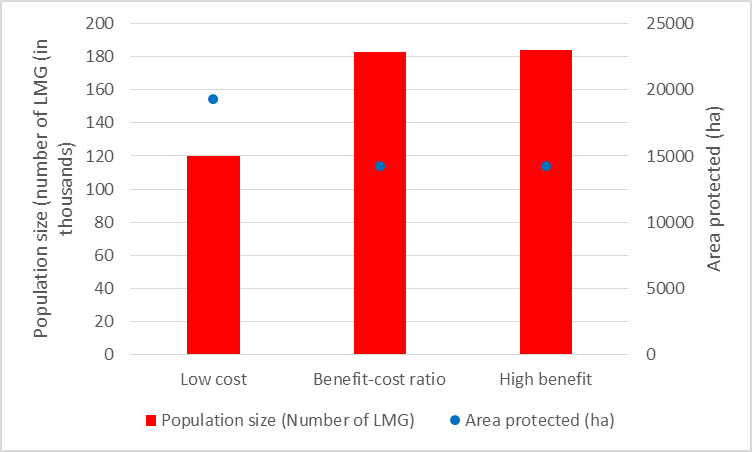 Population size (number of LMG (in
thousands)
200
180
160
140
120
100
80
60
40
20
0
25000
20000
15000
10000
5000
0
Area protected (ha)
Low cost
Benefit-cost ratio
High benefit
Population size (Number of LMG)
Area protected (ha)